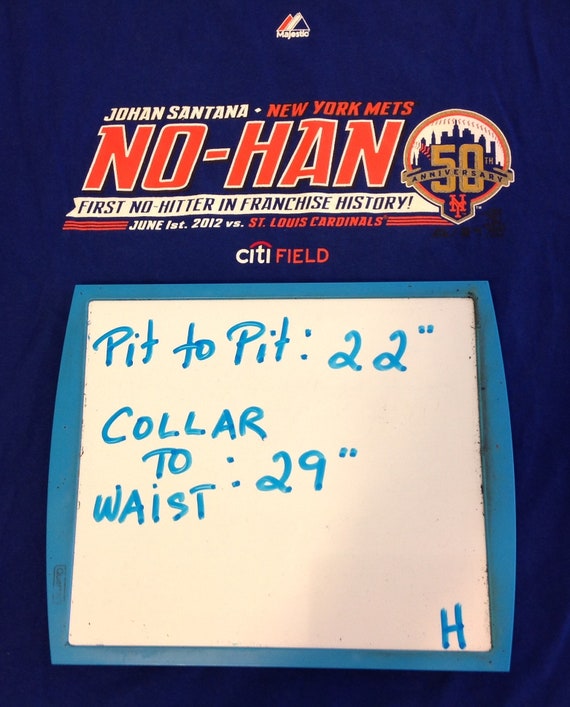 Majestic
JOHAN SANTANA • NEW YORK METS
NO-HAN
50TH
ANNIVERSARY
NY
FIRST NO-HITTER IN FRANCHISE HISTORY!
JUNE 1st. 2012 vs. ST. LOUIS CARDINALS
citi FIELD
Pit to Pit: 22"
COLLAR
TO : 29"
WAIST
H